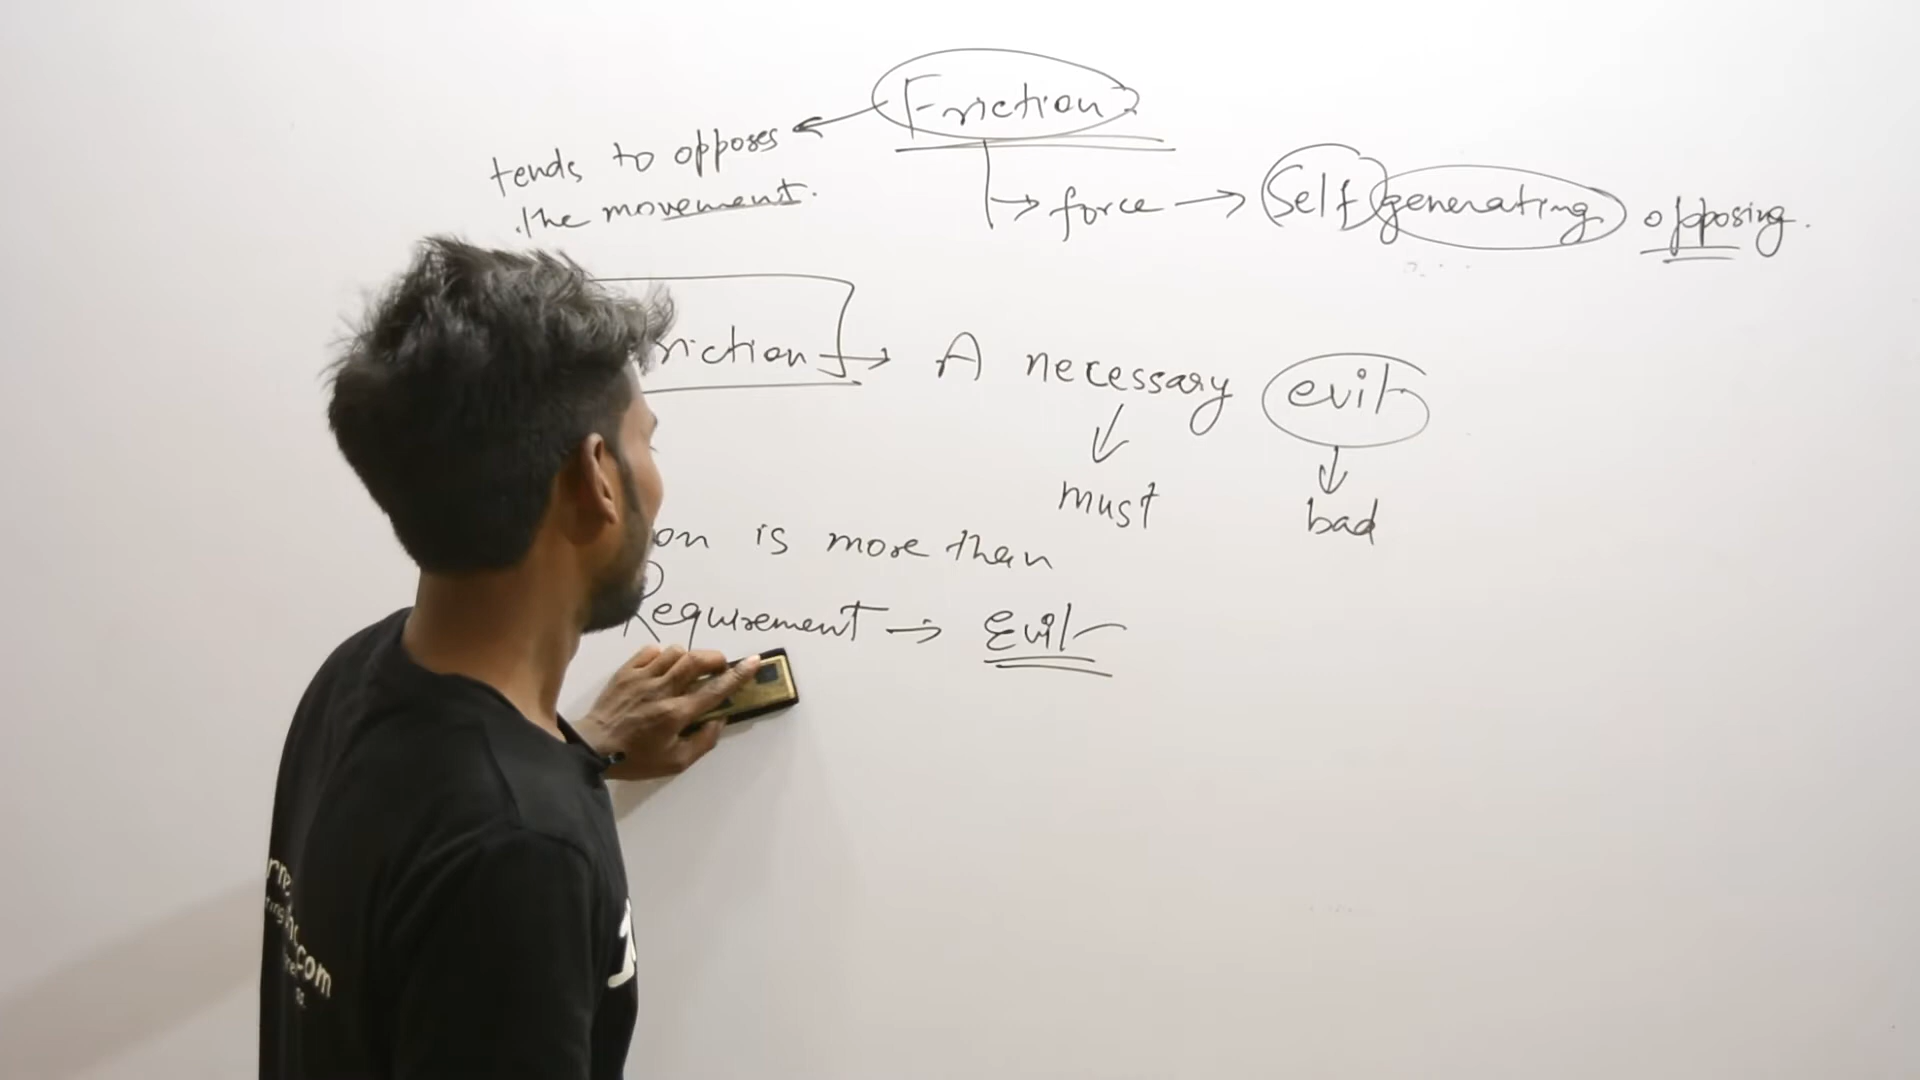 Friction
tends to opposes
the movement.
→ force → Self generating opposing.
riction → A necessary evil
must
bad
on is more than
Requirement → Evil
.com